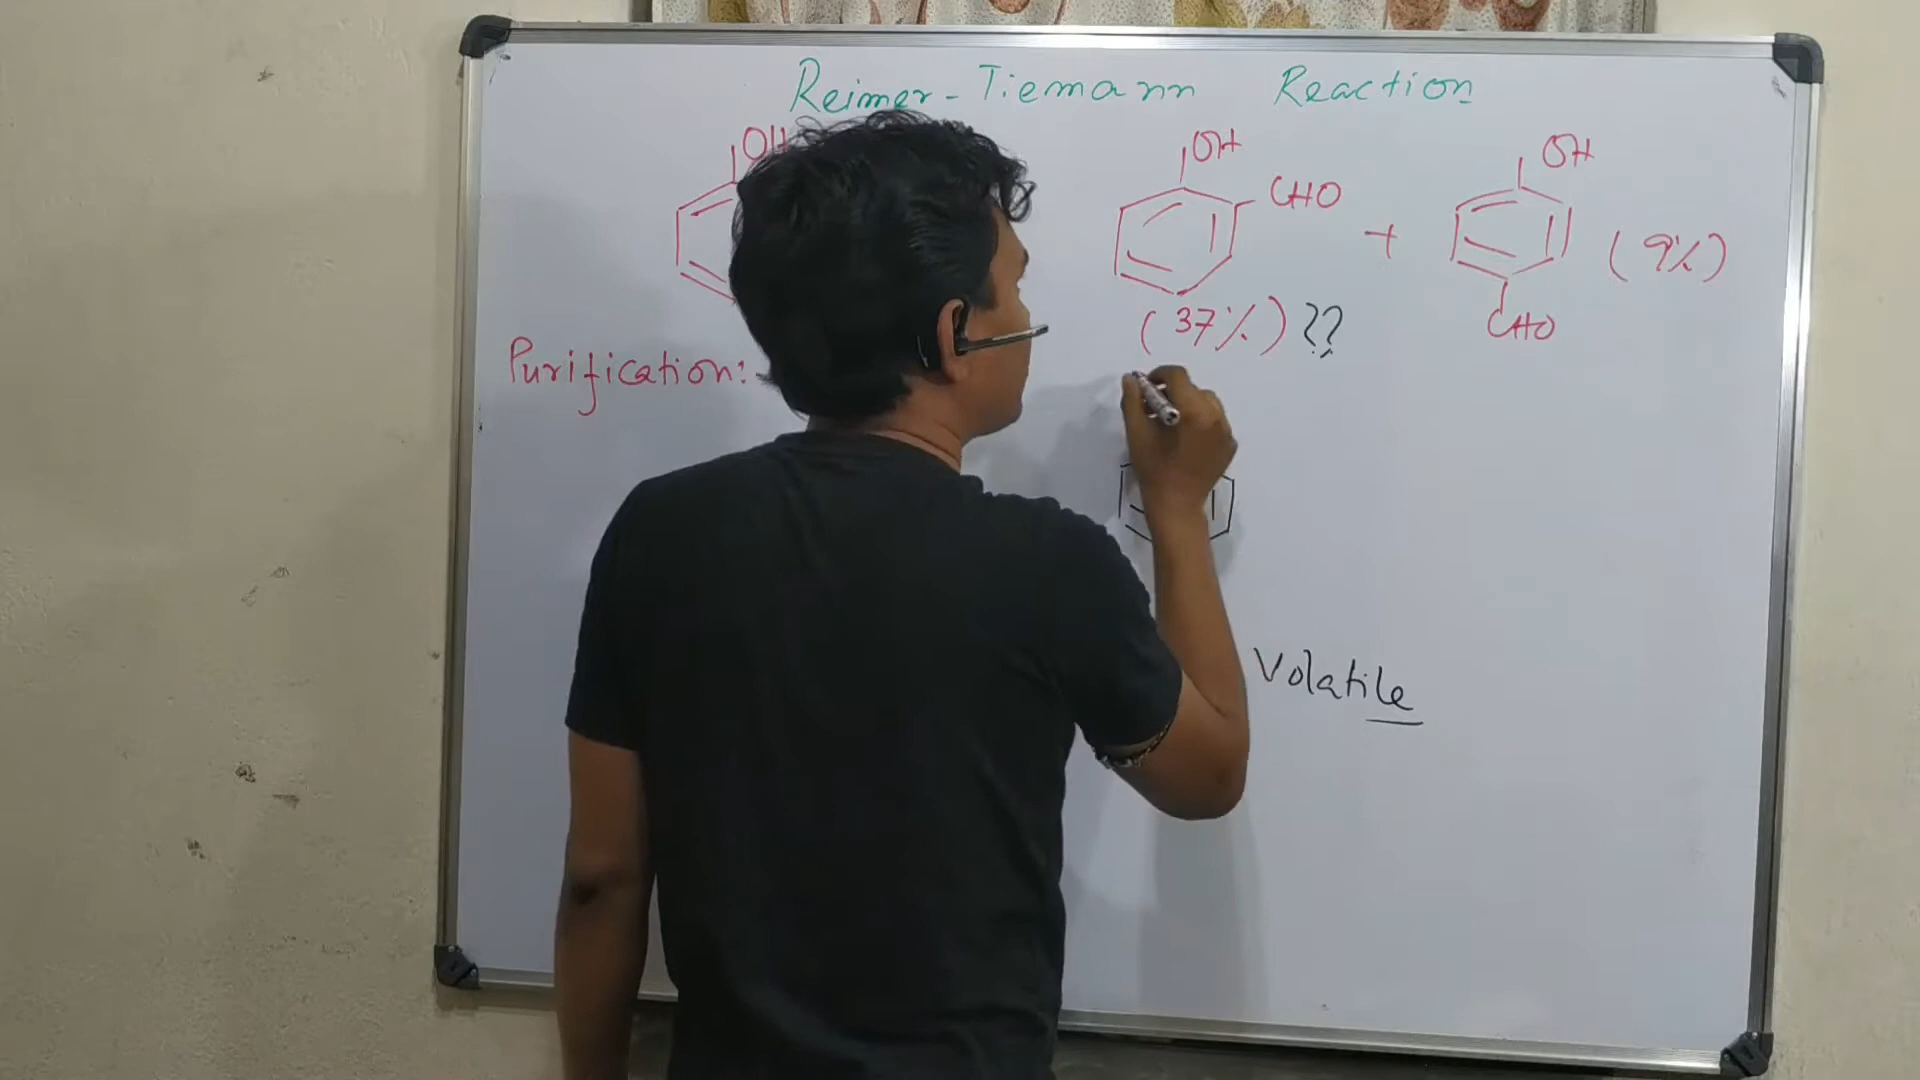 Reimer-Tiemann Reaction
OH
OH
CHO
+
OH
CHO
(9%)
(37%)??
Purification:
Volatile